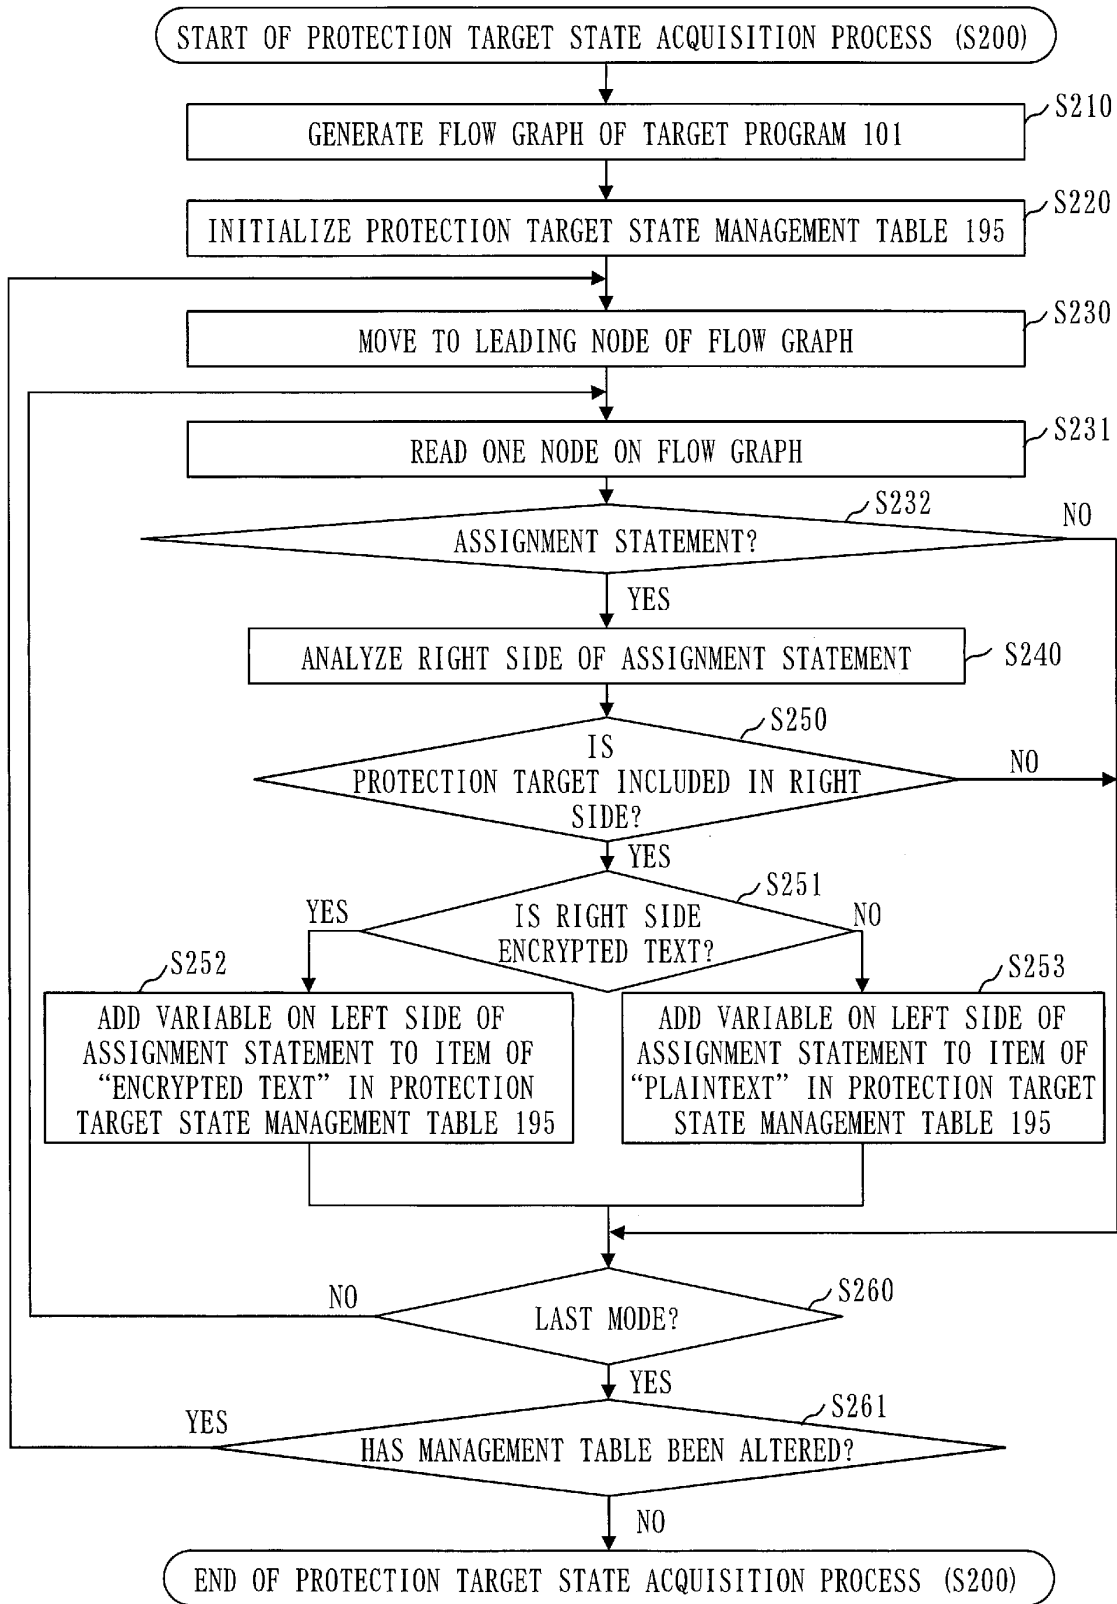 START OF PROTECTION TARGET STATE ACQUISITION PROCESS (S200)
S210
GENERATE FLOW GRAPH OF TARGET PROGRAM 101
S220
INITIALIZE PROTECTION TARGET STATE MANAGEMENT TABLE 195
S230
MOVE TO LEADING NODE OF FLOW GRAPH
S231
READ ONE NODE ON FLOW GRAPH
S232
NO
ASSIGNMENT STATEMENT?
YES
ANALYZE RIGHT SIDE OF ASSIGNMENT STATEMENT
S240
S250
IS
PROTECTION TARGET INCLUDED IN RIGHT
SIDE?
NO
YES
S251
YES
IS RIGHT SIDE
ENCRYPTED TEXT?
NO
S252
ADD VARIABLE ON LEFT SIDE OF
ASSIGNMENT STATEMENT TO ITEM OF
“ENCRYPTED TEXT” IN PROTECTION
TARGET STATE MANAGEMENT TABLE 195
S253
ADD VARIABLE ON LEFT SIDE OF
ASSIGNMENT STATEMENT TO ITEM OF
“PLAINTEXT” IN PROTECTION TARGET
STATE MANAGEMENT TABLE 195
NO
S260
LAST MODE?
YES
YES
S261
HAS MANAGEMENT TABLE BEEN ALTERED?
NO
END OF PROTECTION TARGET STATE ACQUISITION PROCESS (S200)